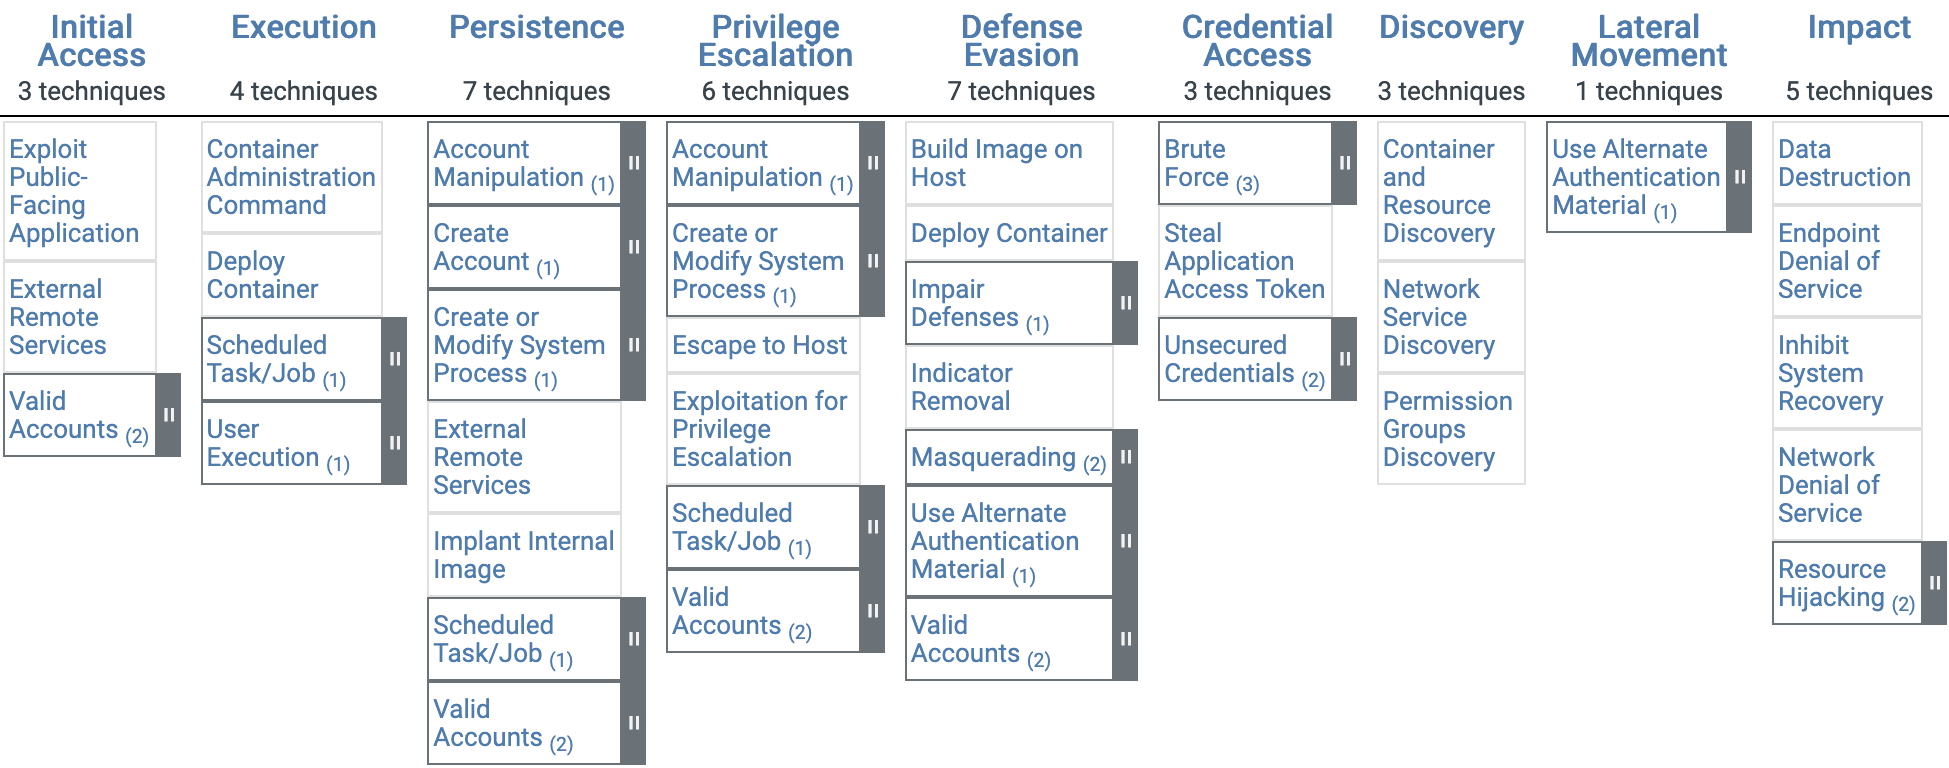 Initial
Access
3 techniques
Exploit
Public-
Facing
Application
External
Remote
Services
Valid
Accounts (2)
Execution
4 techniques
Container
Administration
Command
Deploy
Container
Scheduled
Task/Job (1)
User
Execution (1)
Persistence
7 techniques
Account
Manipulation (1)
Create
Account (1)
Create or
Modify System
Process (1)
External
Remote
Services
Implant Internal
Image
Scheduled
Task/Job (1)
Valid
Accounts (2)
Privilege
Escalation
6 techniques
Account
Manipulation (1)
Create or
Modify System
Process (1)
Escape to Host
Exploitation for
Privilege
Escalation
Scheduled
Task/Job (1)
Valid
Accounts (2)
Defense
Evasion
7 techniques
Build Image on
Host
Deploy Container
Impair
Defenses (1)
Indicator
Removal
Masquerading (2)
Use Alternate
Authentication
Material (1)
Valid
Accounts (2)
Credential
Access
3 techniques
Brute
Force (3)
Steal
Application
Access Token
Unsecured
Credentials (2)
Discovery
3 techniques
Container
and
Resource
Discovery
Network
Service
Discovery
Permission
Groups
Discovery
Lateral
Movement
1 techniques
Use Alternate
Authentication
Material (1)
Impact
5 techniques
Data
Destruction
Endpoint
Denial of
Service
Inhibit
System
Recovery
Network
Denial of
Service
Resource
Hijacking (2)